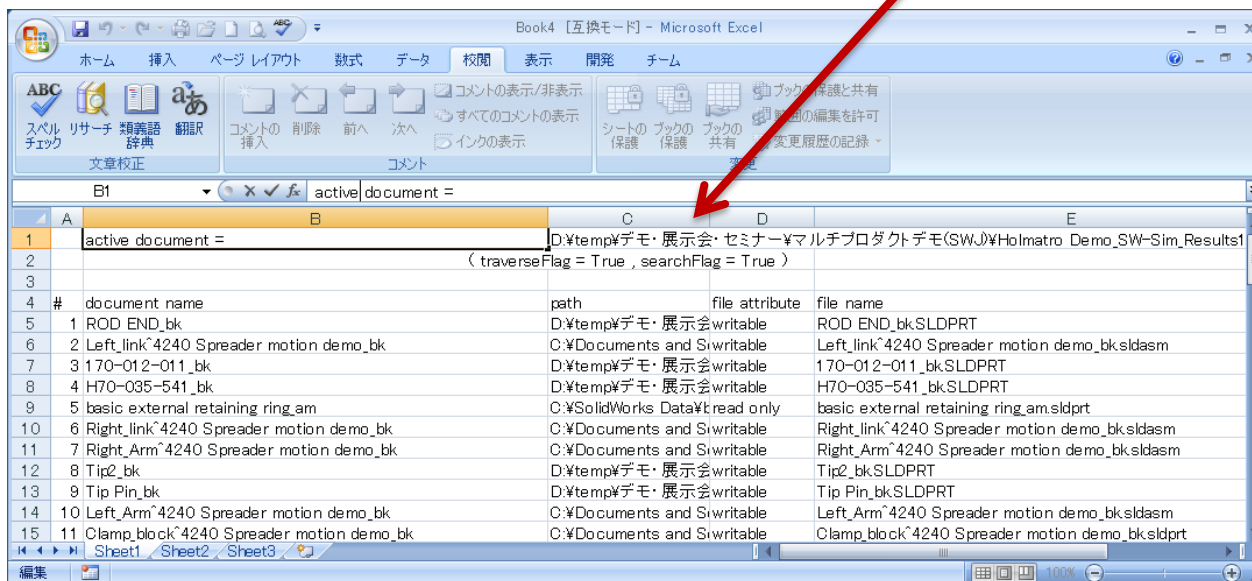 Book4 [互換モード] - Microsoft Excel
ホーム 挿入 ページ レイアウト 数式 データ 校閲 表示 開発 チーム
ABC スペル チェック
リサーチ
類義語 辞典
翻訳
文章校正
コメントの 挿入
削除
前へ
次へ
コメントの表示/非表示
すべてのコメントの表示
インクの表示
コメント
シートの 保護
ブックの 保護
ブックの 共有
ブックの保護と共有
範囲の編集を許可
変更履歴の記録
変更
B1 fx active document =
A B C D E
1 active document = D:¥temp¥デモ・展示会・セミナー¥マルチプロダクトデモ(SWJ)¥Holmatro Demo_SW-Sim_Results1
2 ( traverseFlag = True , searchFlag = True )
3
4 # document name path file attribute file name
5 1 ROD END_bk D:¥temp¥デモ・展示会 writable ROD END_bk.SLDPRT
6 2 Left_link^4240 Spreader motion demo_bk C:¥Documents and S writable Left_link^4240 Spreader motion demo_bk.sldasm
7 3 170-012-011_bk D:¥temp¥デモ・展示会 writable 170-012-011_bk.SLDPRT
8 4 H70-035-541_bk D:¥temp¥デモ・展示会 writable H70-035-541_bk.SLDPRT
9 5 basic external retaining ring_am C:¥SolidWorks Data¥b read only basic external retaining ring_am.sldprt
10 6 Right_link^4240 Spreader motion demo_bk C:¥Documents and S writable Right_link^4240 Spreader motion demo_bk.sldasm
11 7 Right_Arm^4240 Spreader motion demo_bk C:¥Documents and S writable Right_Arm^4240 Spreader motion demo_bk.sldasm
12 8 Tip2_bk D:¥temp¥デモ・展示会 writable Tip2_bk.SLDPRT
13 9 Tip Pin_bk D:¥temp¥デモ・展示会 writable Tip Pin_bk.SLDPRT
14 10 Left_Arm^4240 Spreader motion demo_bk C:¥Documents and S writable Left_Arm^4240 Spreader motion demo_bk.sldasm
15 11 Clamp_block^4240 Spreader motion demo_bk C:¥Documents and S writable Clamp_block^4240 Spreader motion demo_bk.sldprt
Sheet1 Sheet2 Sheet3
編集 100%